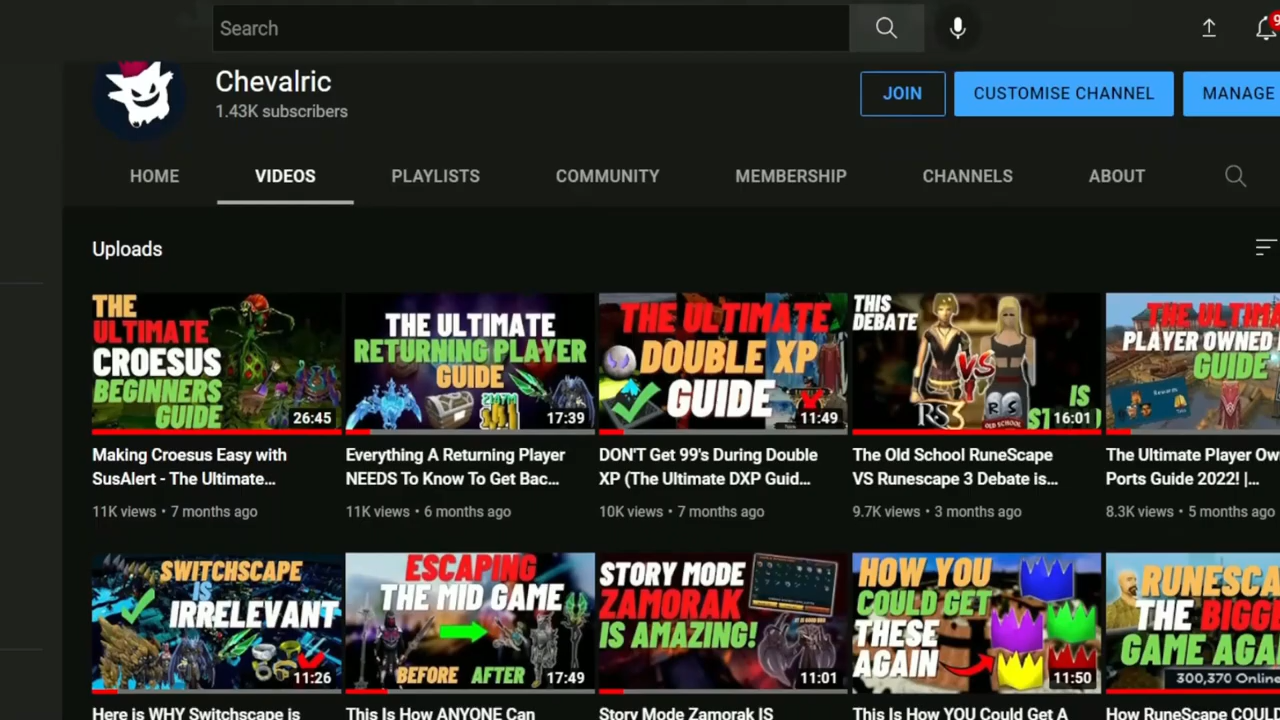 Search
9
Chevalric
1.43K subscribers
JOIN
CUSTOMISE CHANNEL
MANAGE
HOME
VIDEOS
PLAYLISTS
COMMUNITY
MEMBERSHIP
CHANNELS
ABOUT
Uploads
THE
ULTIMATE
CROESUS
BEGINNERS
GUIDE
26:45
THE ULTIMATE
RETURNING PLAYER
GUIDE
2147M
17:39
THE ULTIMATE
DOUBLE XP
GUIDE
11:49
THIS
DEBATE
VS
RS3
RS
OLD SCHOOL
IS
16:01
PLAYER OWNED
GUIDE
Making Croesus Easy with
SusAlert - The Ultimate...
11K views • 7 months ago
Everything A Returning Player
NEEDS To Know To Get Bac...
11K views • 6 months ago
DON'T Get 99's During Double
XP (The Ultimate DXP Guid...
10K views • 7 months ago
The Old School RuneScape
VS Runescape 3 Debate is...
9.7K views • 3 months ago
The Ultimate Player Ow
Ports Guide 2022! |...
8.3K views • 5 months ago
SWITCHSCAPE
IS
IRRELEVANT
11:26
ESCAPING
THE MID GAME
BEFORE AFTER
17:49
STORY MODE
ZAMORAK
IS AMAZING!
11:01
HOW YOU
COULD GET
THESE
AGAIN
11:50
RUNESCA
THE BIGG
GAME AGA
300,370 Online
Here is WHY Switchscape is
This Is How ANYONE Can
Story Mode Zamorak IS
This Is How YOU Could Get A
How RuneScape COUL